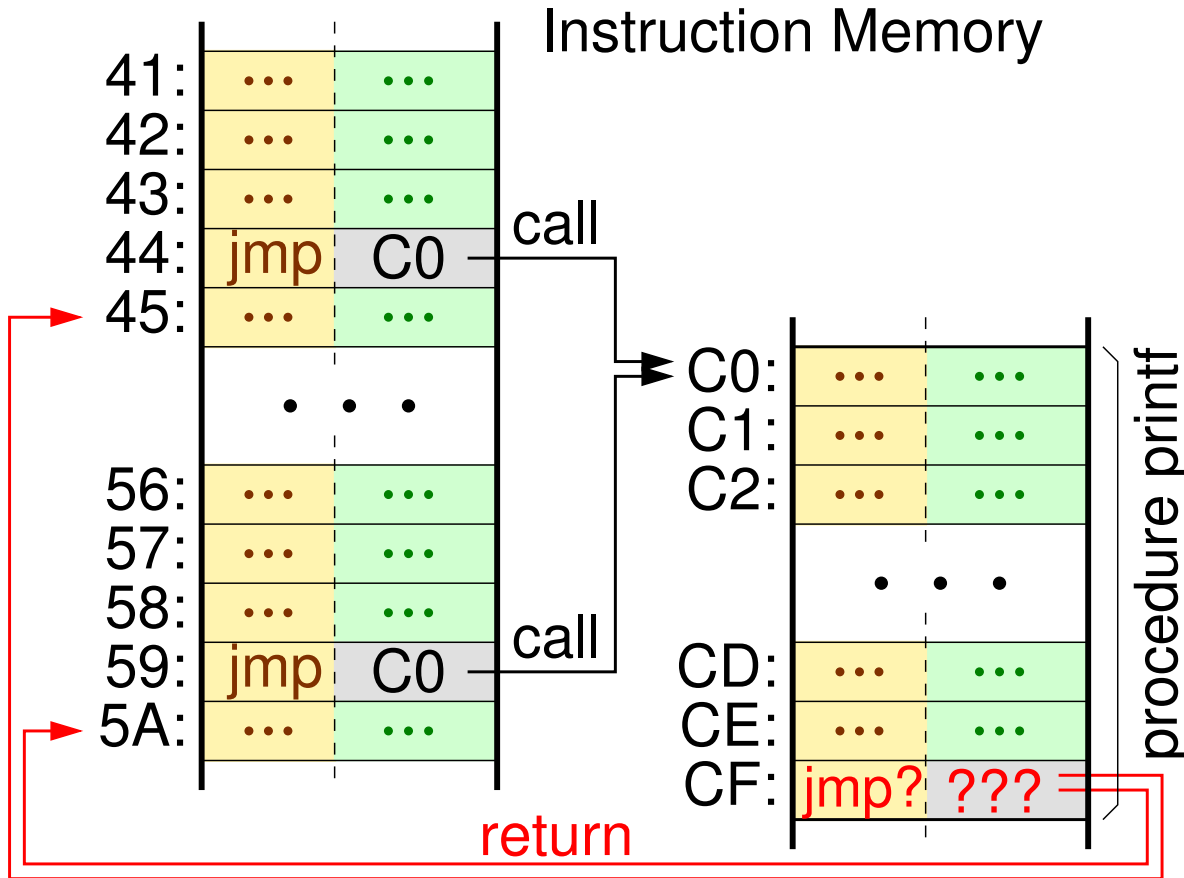 Instruction Memory
41: ... ...
42: ... ...
43: ... ...
44: jmp C0 call
45: ... ...
. . .
56: ... ...
57: ... ...
58: ... ...
59: jmp C0 call
5A: ... ...
C0: ... ...
C1: ... ...
C2: ... ...
. . .
CD: ... ...
CE: ... ...
CF: jmp? ???
procedure printf
return